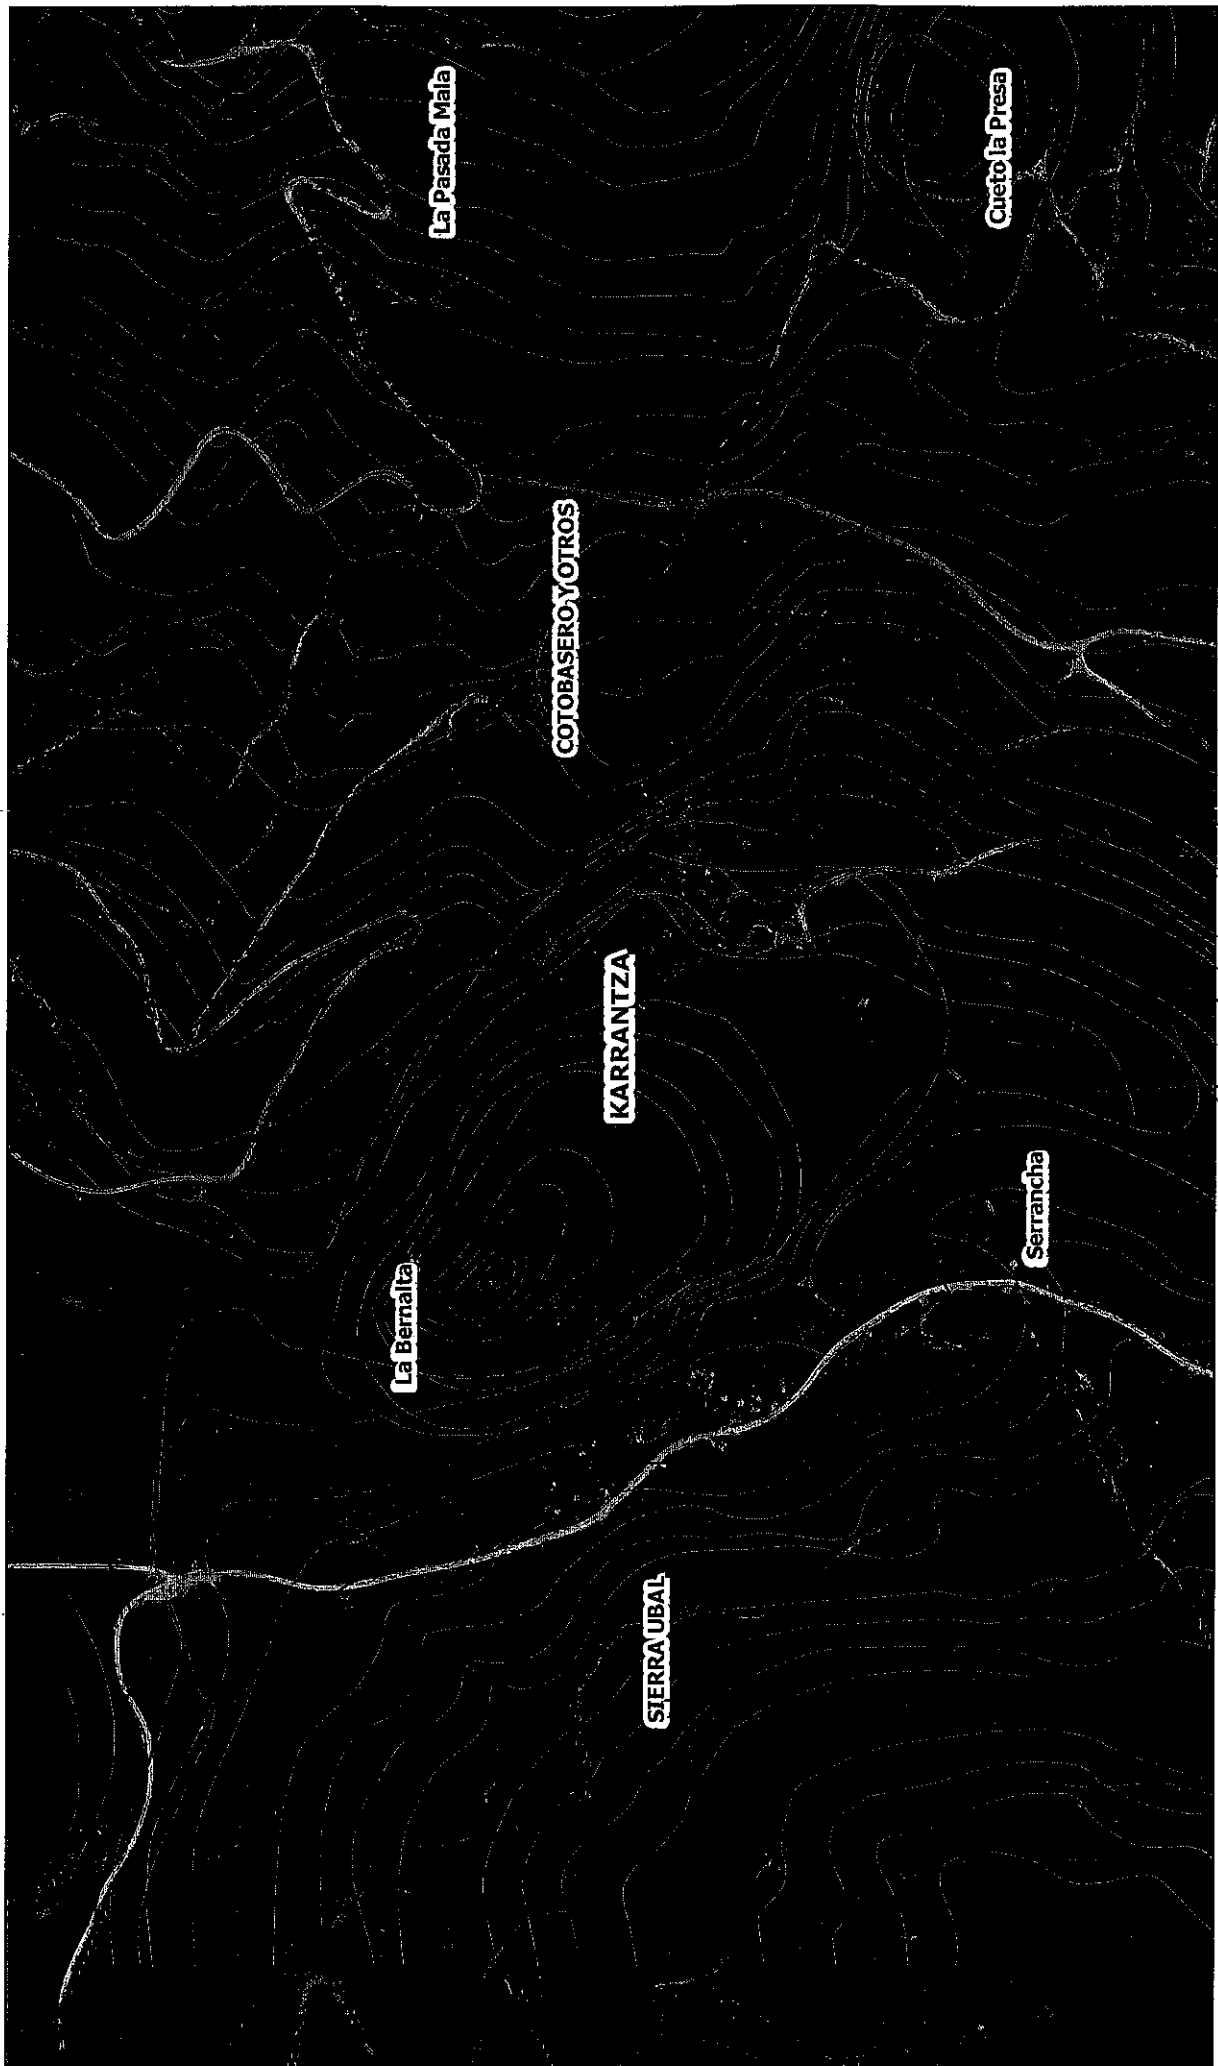 La Bernalta
La Pasada Mala
COTOBASERO Y OTROS
KARRANTZA
SIERRA UBAL
Cueto la Presa
Serrancha